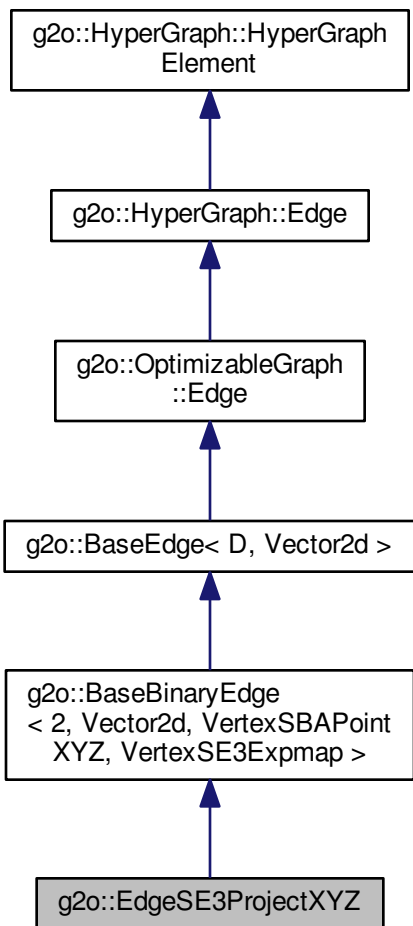 g2o::HyperGraph::HyperGraph
Element
g2o::HyperGraph::Edge
g2o::OptimizableGraph
::Edge
g2o::BaseEdge< D, Vector2d >
g2o::BaseBinaryEdge
< 2, Vector2d, VertexSBAPoint
XYZ, VertexSE3Expmap >
g2o::EdgeSE3ProjectXYZ